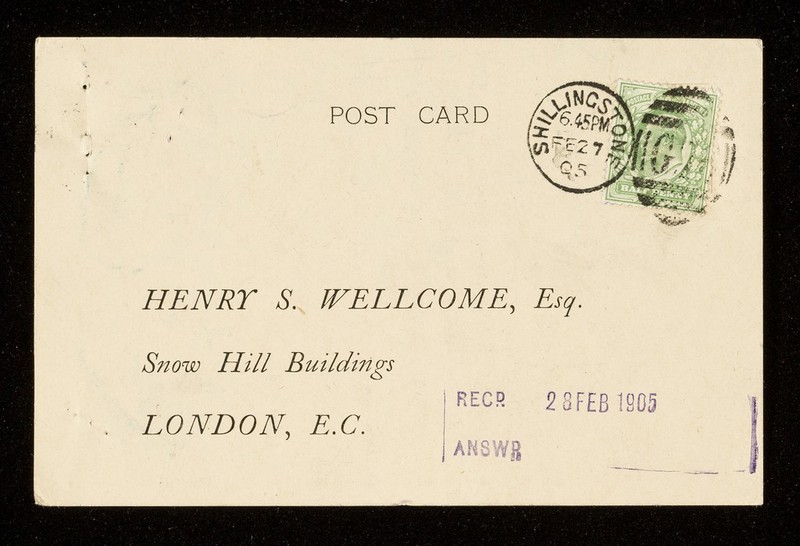 POST CARD
SHILLINGSTONE
6.45PM
FE 27
05
HENRY S. WELLCOME, Esq.
Snow Hill Buildings
LONDON, E.C.
RECD. 28 FEB 1905
ANSWD.